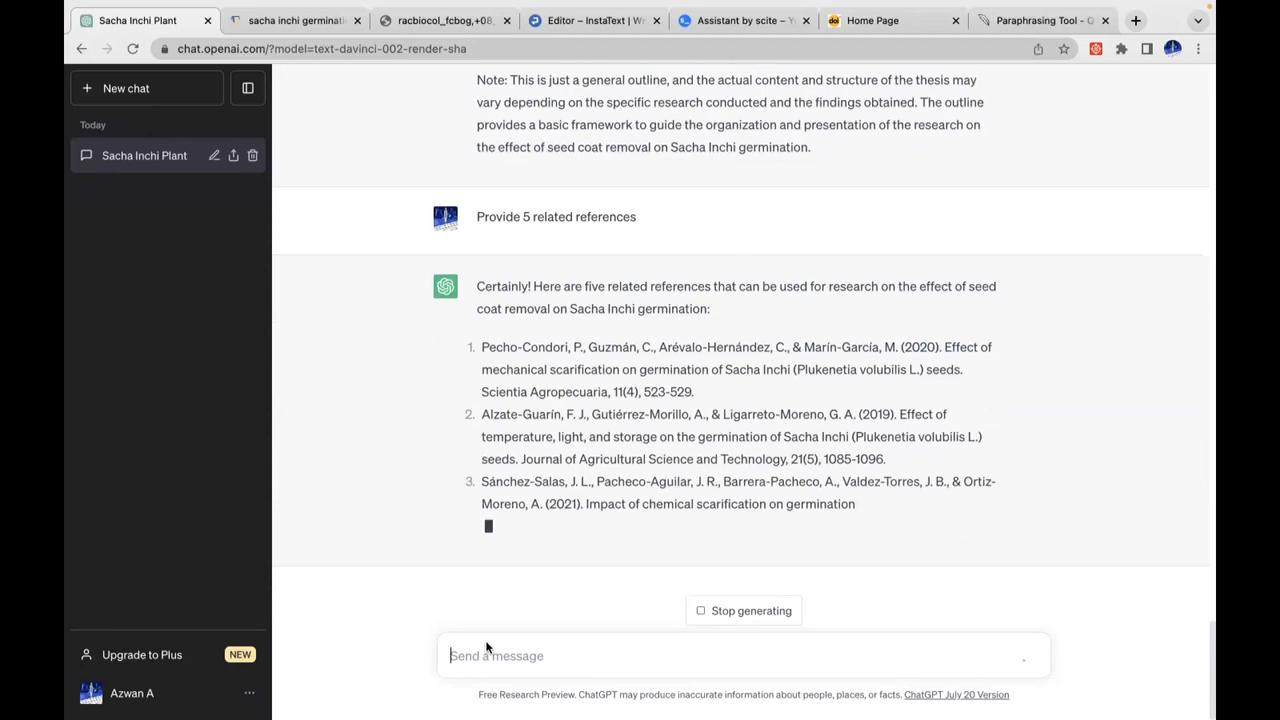 Sacha Inchi Plant
sacha inchi germinati
racbiocol_fcbog,+08_
Editor – InstaText | W
Assistant by scite – Y
Home Page
Paraphrasing Tool - Q
chat.openai.com/?model=text-davinci-002-render-sha
New chat
Today
Sacha Inchi Plant
Note: This is just a general outline, and the actual content and structure of the thesis may
vary depending on the specific research conducted and the findings obtained. The outline
provides a basic framework to guide the organization and presentation of the research on
the effect of seed coat removal on Sacha Inchi germination.
Provide 5 related references
Certainly! Here are five related references that can be used for research on the effect of seed
coat removal on Sacha Inchi germination:
1. Pecho-Condori, P., Guzmán, C., Arévalo-Hernández, C., & Marín-García, M. (2020). Effect of
mechanical scarification on germination of Sacha Inchi (Plukenetia volubilis L.) seeds.
Scientia Agropecuaria, 11(4), 523-529.
2. Alzate-Guarín, F. J., Gutiérrez-Morillo, A., & Ligarreto-Moreno, G. A. (2019). Effect of
temperature, light, and storage on the germination of Sacha Inchi (Plukenetia volubilis L.)
seeds. Journal of Agricultural Science and Technology, 21(5), 1085-1096.
3. Sánchez-Salas, J. L., Pacheco-Aguilar, J. R., Barrera-Pacheco, A., Valdez-Torres, J. B., & Ortiz-
Moreno, A. (2021). Impact of chemical scarification on germination
Stop generating
Send a message
Free Research Preview. ChatGPT may produce inaccurate information about people, places, or facts. ChatGPT July 20 Version
Upgrade to Plus
NEW
Azwan A